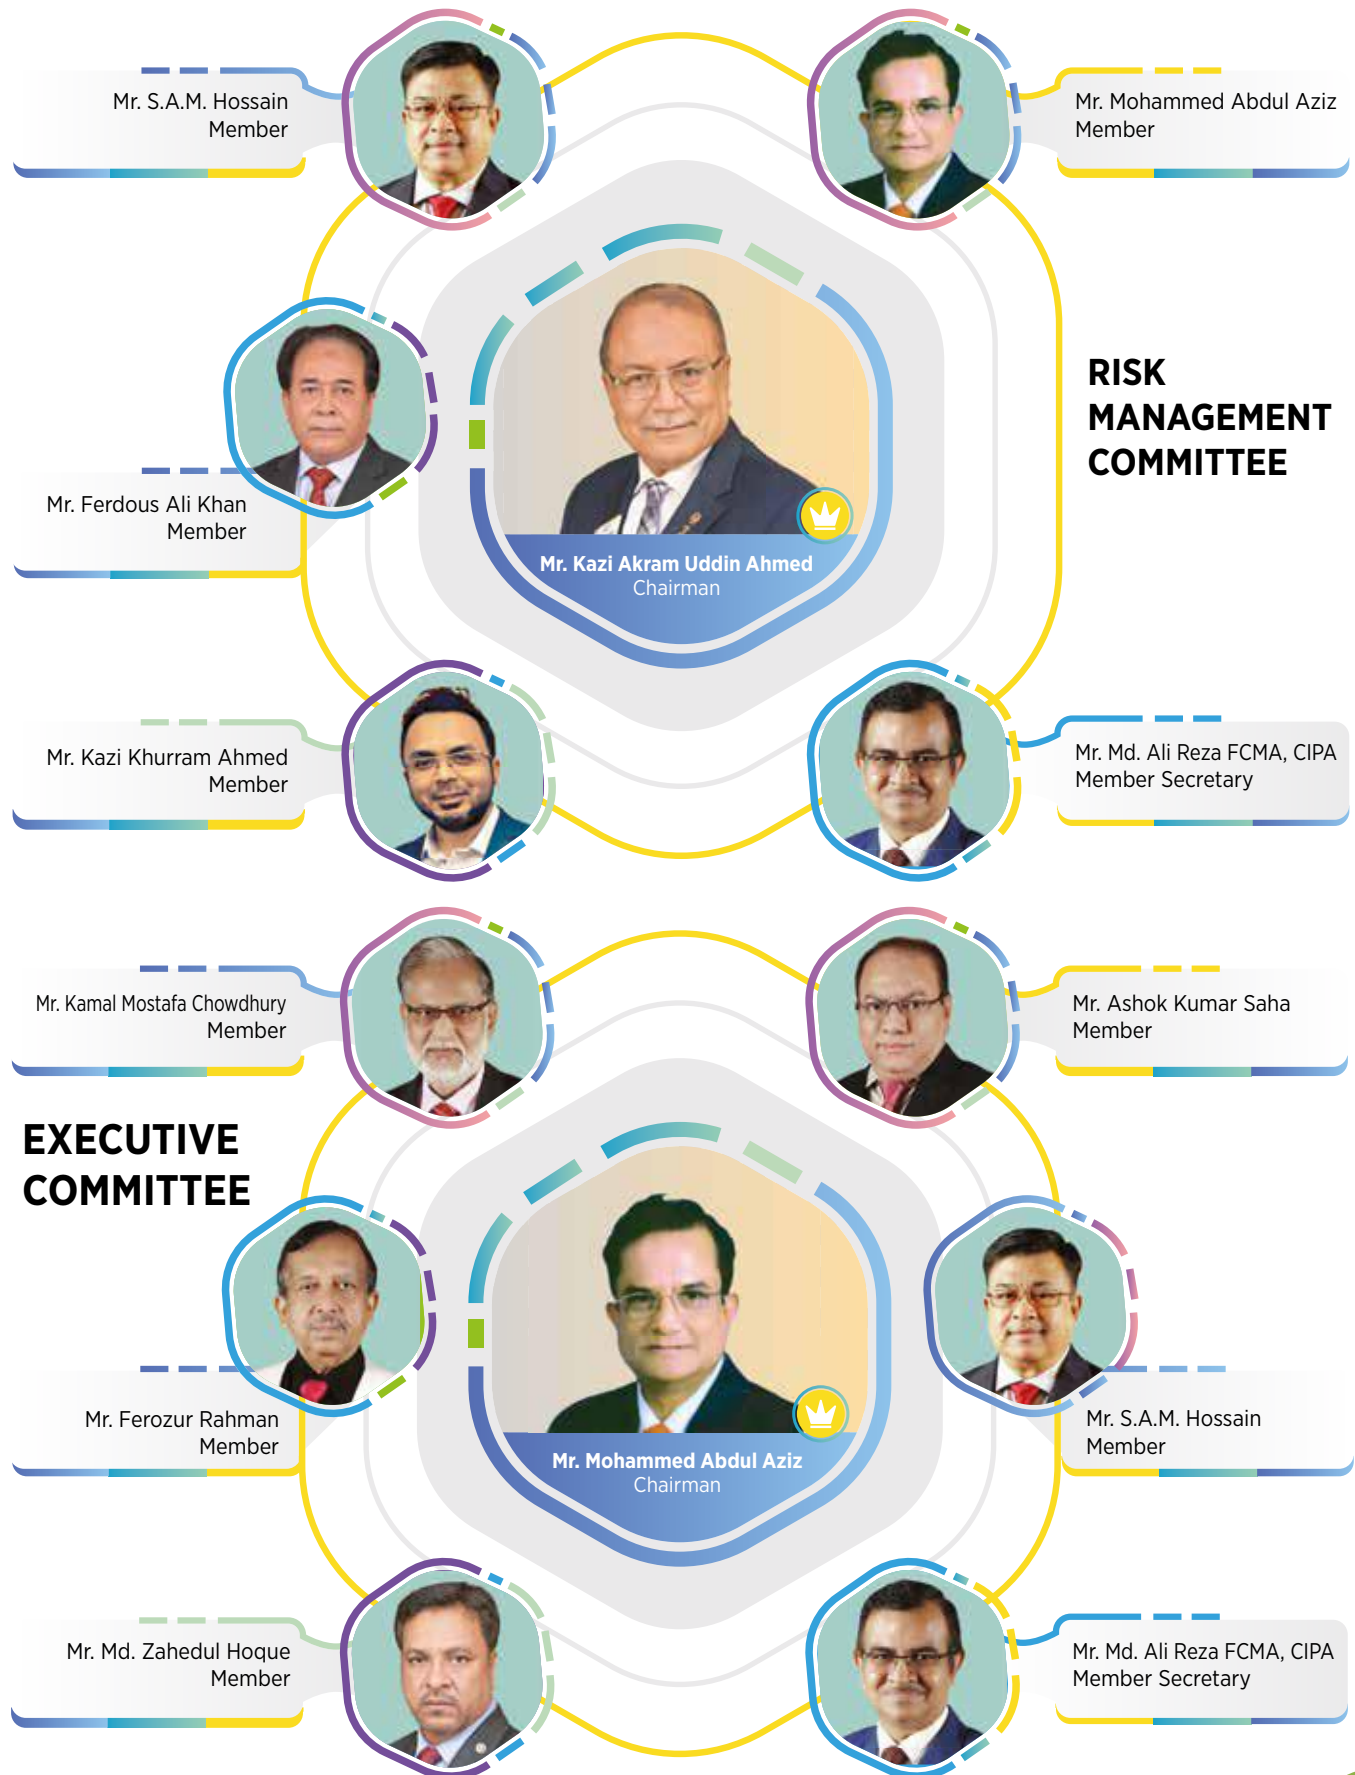 Mr. S.A.M. Hossain
Member
Mr. Mohammed Abdul Aziz
Member
RISK
MANAGEMENT
COMMITTEE
Mr. Ferdous Ali Khan
Member
Mr. Kazi Akram Uddin Ahmed
Chairman
Mr. Kazi Khurram Ahmed
Member
Mr. Md. Ali Reza FCMA, CIPA
Member Secretary
Mr. Kamal Mostafa Chowdhury
Member
Mr. Ashok Kumar Saha
Member
EXECUTIVE
COMMITTEE
Mr. Ferozur Rahman
Member
Mr. Mohammed Abdul Aziz
Chairman
Mr. S.A.M. Hossain
Member
Mr. Md. Zahedul Hoque
Member
Mr. Md. Ali Reza FCMA, CIPA
Member Secretary